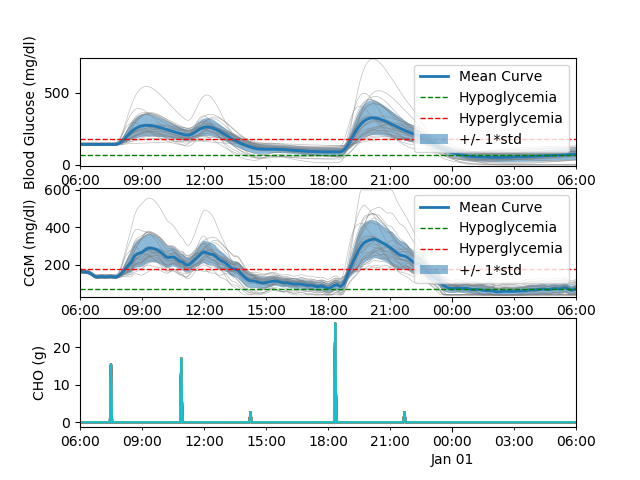 Blood Glucose (mg/dl)
500
0
Mean Curve
Hypoglycemia
Hyperglycemia
+/- 1*std
06:00 09:00 12:00 15:00 18:00 21:00 00:00 03:00 06:00
CGM (mg/dl)
600
400
200
Mean Curve
Hypoglycemia
Hyperglycemia
+/- 1*std
06:00 09:00 12:00 15:00 18:00 21:00 00:00 03:00 06:00
CHO (g)
20
10
0
06:00 09:00 12:00 15:00 18:00 21:00 00:00 03:00 06:00
Jan 01